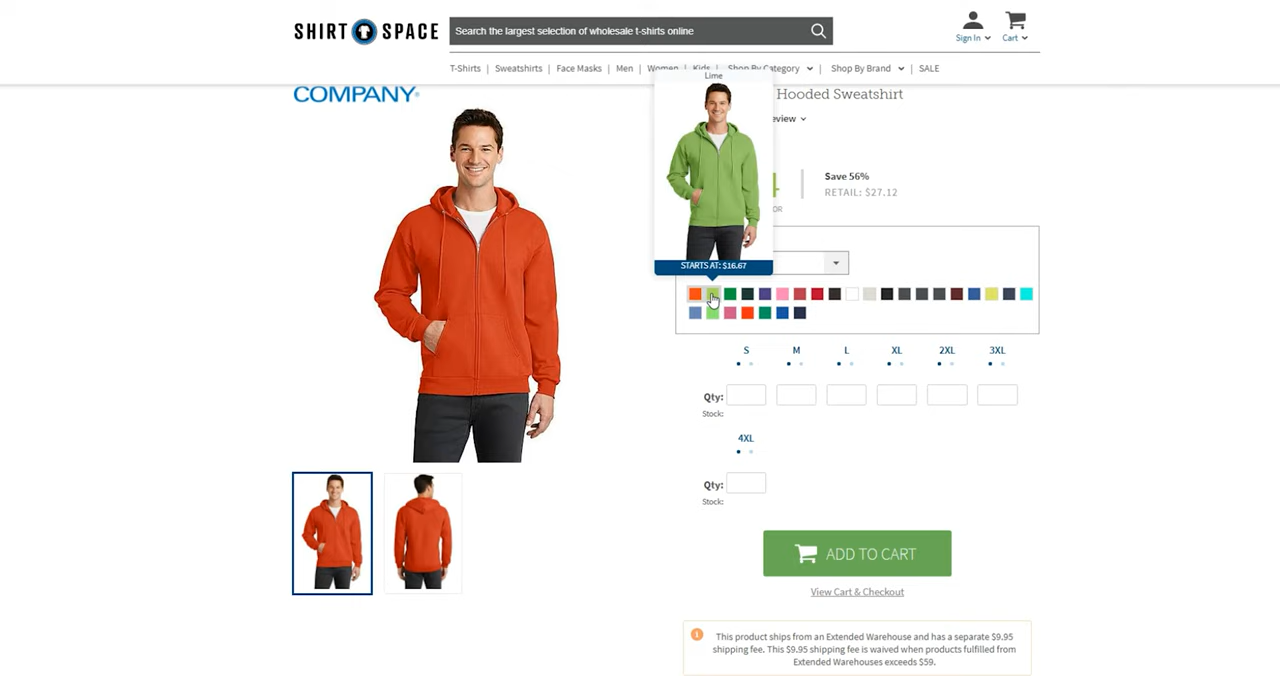 SHIRT SPACE
Search the largest selection of wholesale t-shirts online
Sign In
Cart
T-Shirts | Sweatshirts | Face Masks | Men | Women | Kids | Shop By Category | Shop By Brand | SALE
Lime
COMPANY
Hooded Sweatshirt
eview
Save 56%
RETAIL: $27.12
OR
STARTS AT: $16.67
S M L XL 2XL 3XL
Qty:
Stock:
4XL
Qty:
Stock:
ADD TO CART
View Cart & Checkout
This product ships from an Extended Warehouse and has a separate $9.95
shipping fee. This $9.95 shipping fee is waived when products fulfilled from
Extended Warehouses exceeds $59.